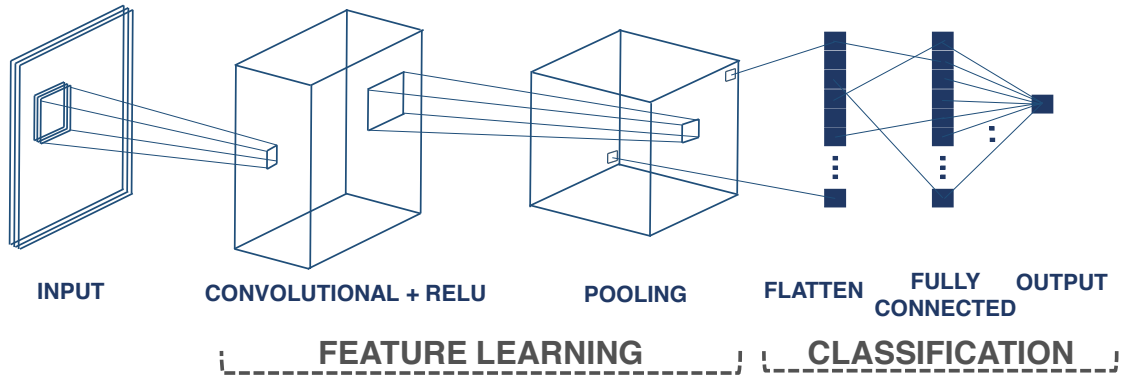 INPUT
CONVOLUTIONAL + RELU
POOLING
FLATTEN
FULLY
CONNECTED
OUTPUT
FEATURE LEARNING
CLASSIFICATION